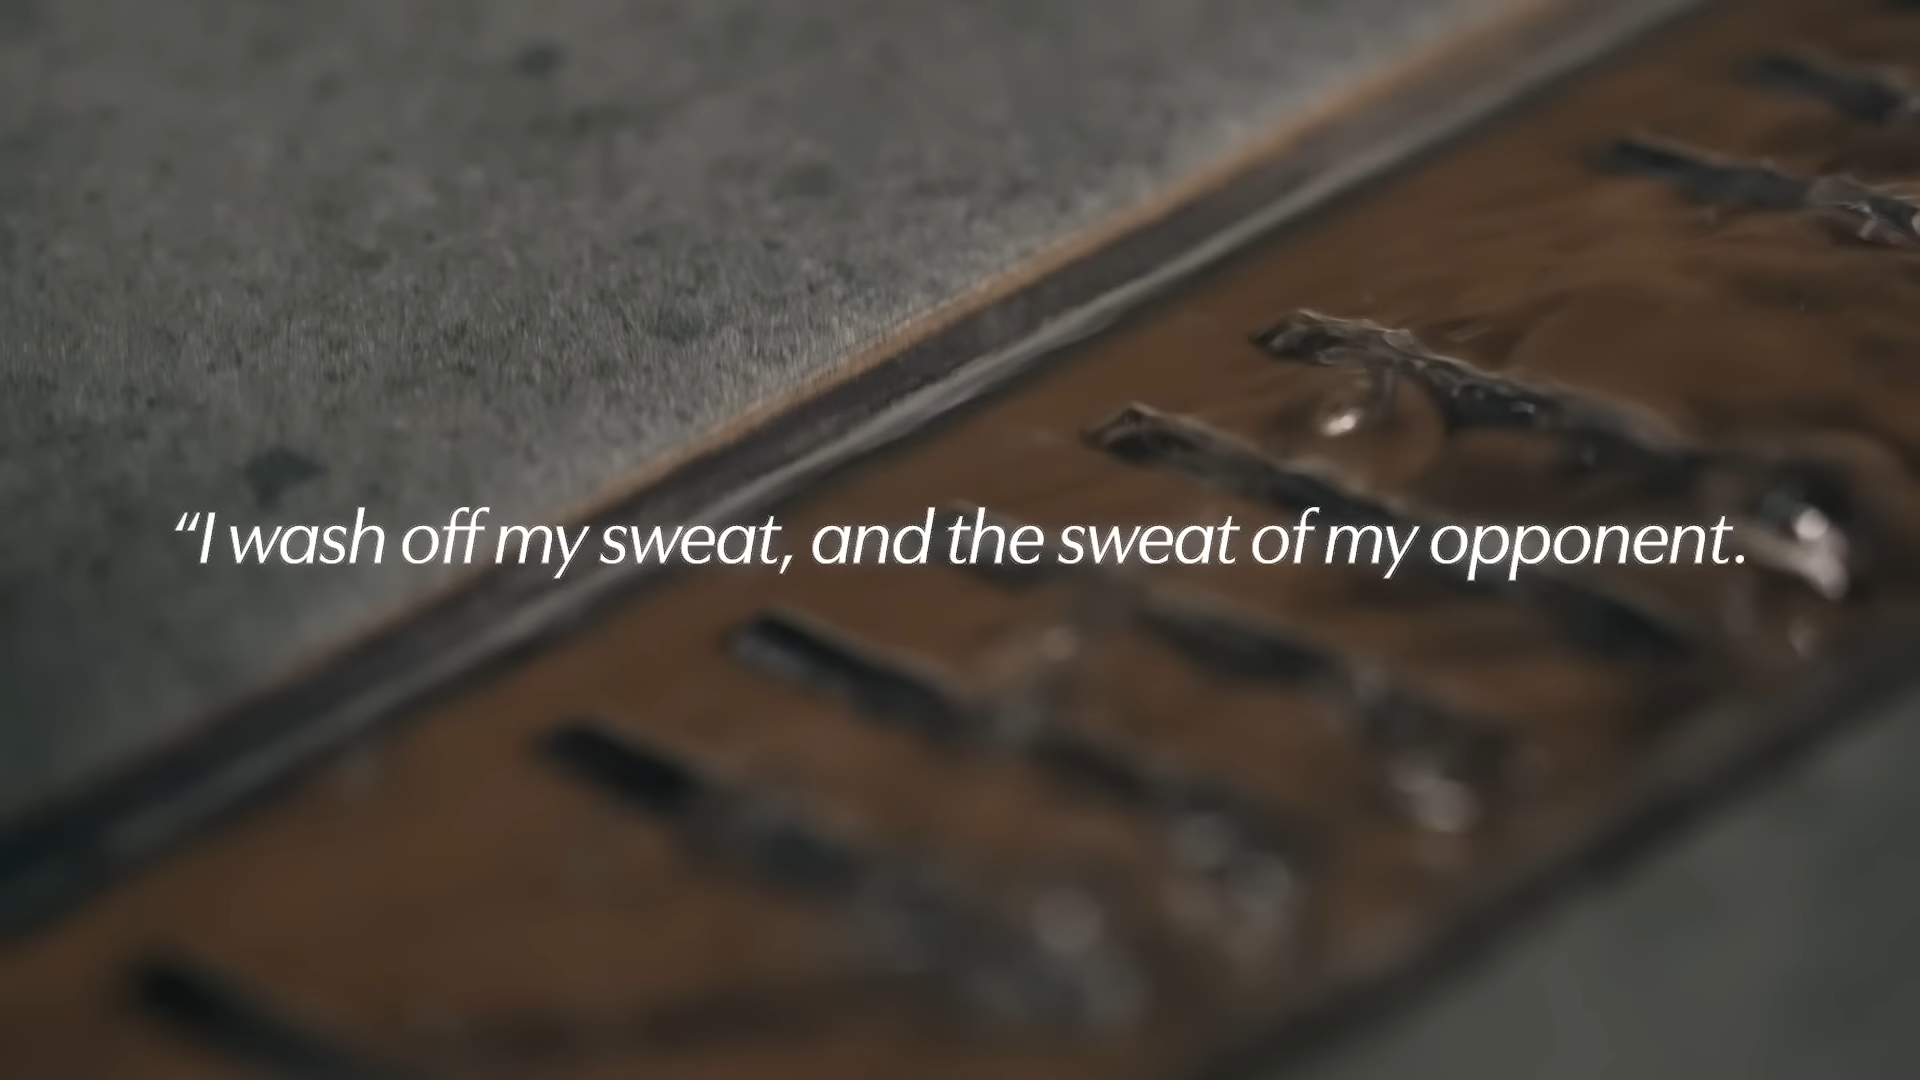 “I wash off my sweat, and the sweat of my opponent.